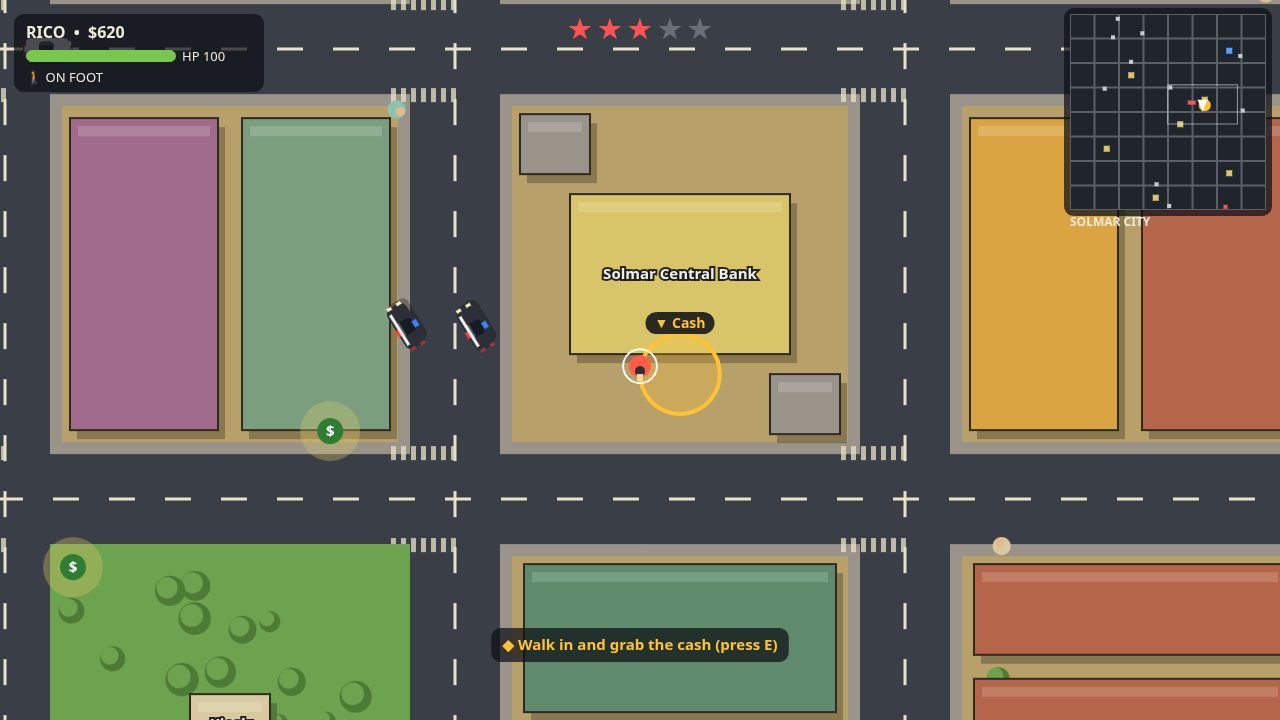 RICO • $620
HP 100
🚶 ON FOOT
SOLMAR CITY
Solmar Central Bank
▼ Cash
$
$
◆ Walk in and grab the cash (press E)